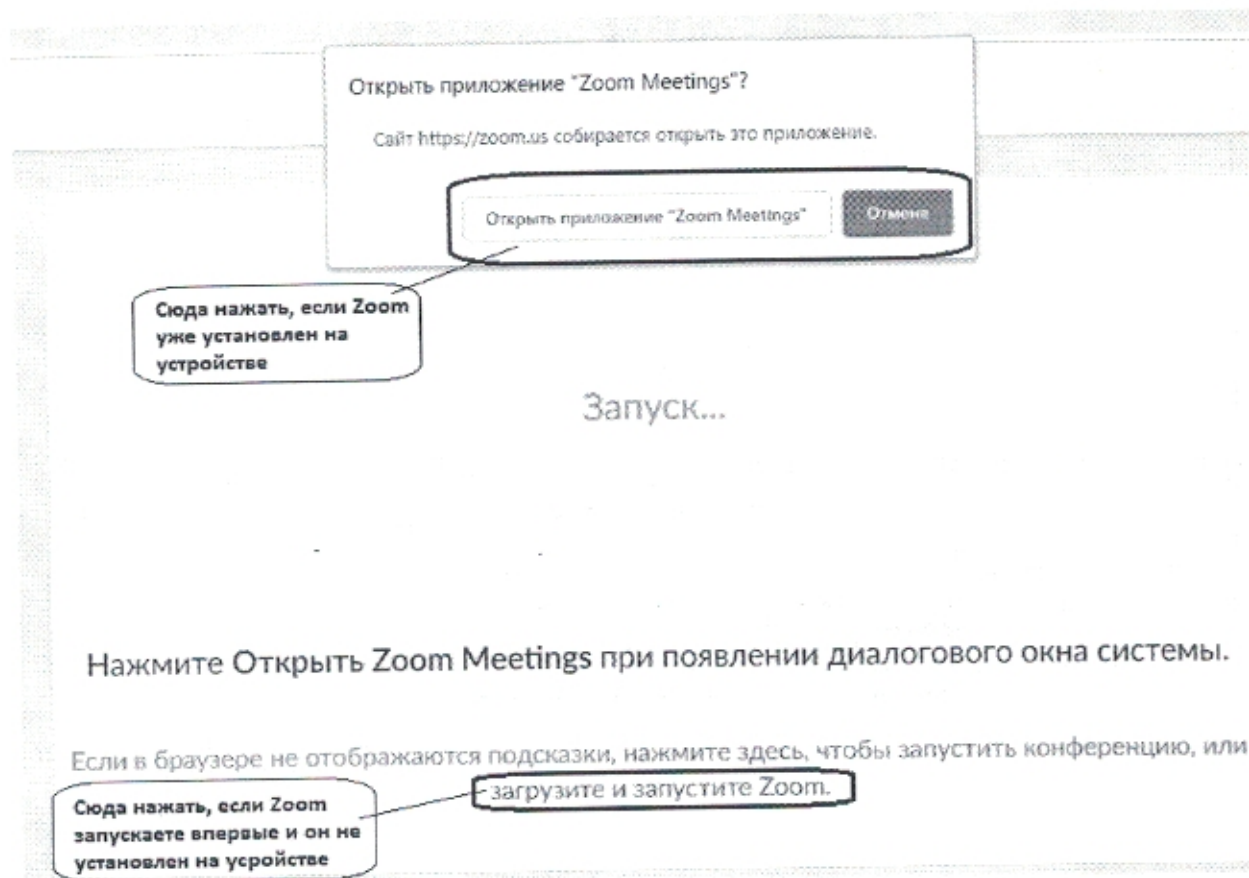 Открыть приложение "Zoom Meetings"?
Сайт https://zoom.us собирается открыть это приложение.
Открыть приложение "Zoom Meetings"
Отмена
Сюда нажать, если Zoom
уже установлен на
устройстве
Запуск...
Нажмите Открыть Zoom Meetings при появлении диалогового окна системы.
Если в браузере не отображаются подсказки, нажмите здесь, чтобы запустить конференцию, или
загрузите и запустите Zoom.
Сюда нажать, если Zoom
запускаете впервые и он не
установлен на усройстве